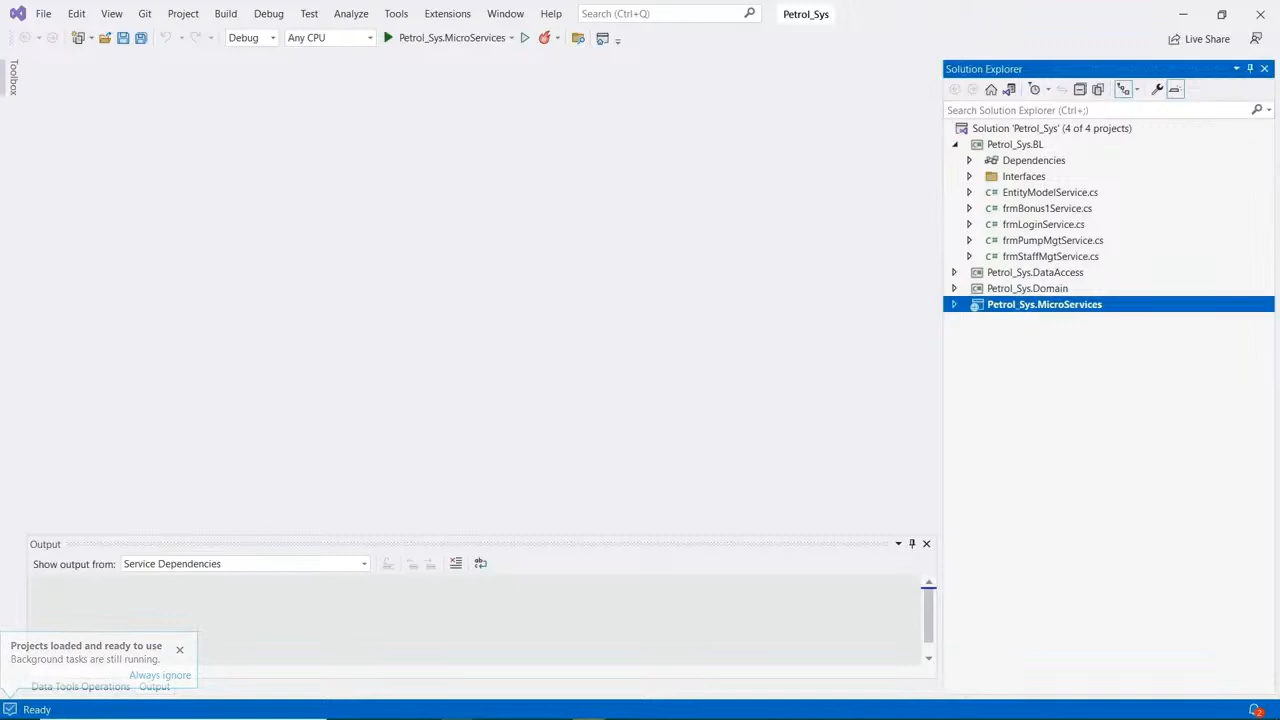 File Edit View Git Project Build Debug Test Analyze Tools Extensions Window Help Search (Ctrl+Q) Petrol_Sys
Debug Any CPU Petrol_Sys.MicroServices Live Share
Toolbox
Solution Explorer
Search Solution Explorer (Ctrl+;)
Solution 'Petrol_Sys' (4 of 4 projects)
Petrol_Sys.BL
Dependencies
Interfaces
C# EntityModelService.cs
C# frmBonus1Service.cs
C# frmLoginService.cs
C# frmPumpMgtService.cs
C# frmStaffMgtService.cs
Petrol_Sys.DataAccess
Petrol_Sys.Domain
Petrol_Sys.MicroServices
Output
Show output from: Service Dependencies
Projects loaded and ready to use
Background tasks are still running.
Always ignore
Data Tools Operations Output
Ready 2